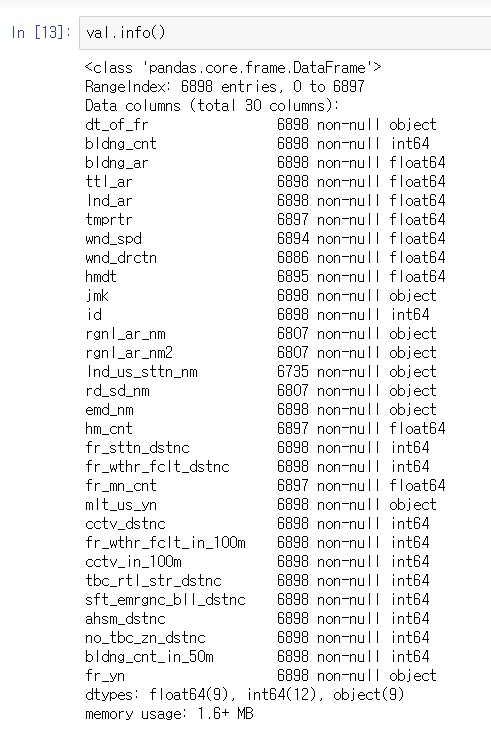 In [13]: val.info()
<class 'pandas.core.frame.DataFrame'>
RangeIndex: 6898 entries, 0 to 6897
Data columns (total 30 columns):
dt_of_fr 6898 non-null object
bldng_cnt 6898 non-null int64
bldng_ar 6898 non-null float64
ttl_ar 6898 non-null float64
lnd_ar 6898 non-null float64
tmprtr 6897 non-null float64
wnd_spd 6894 non-null float64
wnd_drctn 6886 non-null float64
hmdt 6895 non-null float64
jmk 6898 non-null object
id 6898 non-null int64
rgnl_ar_nm 6807 non-null object
rgnl_ar_nm2 6807 non-null object
lnd_us_sttn_nm 6735 non-null object
rd_sd_nm 6807 non-null object
emd_nm 6898 non-null object
hm_cnt 6897 non-null float64
fr_sttn_dstnc 6898 non-null int64
fr_wthr_fclt_dstnc 6898 non-null int64
fr_mn_cnt 6897 non-null float64
mlt_us_yn 6898 non-null object
cctv_dstnc 6898 non-null int64
fr_wthr_fclt_in_100m 6898 non-null int64
cctv_in_100m 6898 non-null int64
tbc_rtl_str_dstnc 6898 non-null int64
sft_emrgnc_bll_dstnc 6898 non-null int64
ahsm_dstnc 6898 non-null int64
no_tbc_zn_dstnc 6898 non-null int64
bldng_cnt_in_50m 6898 non-null int64
fr_yn 6898 non-null object
dtypes: float64(9), int64(12), object(9)
memory usage: 1.6+ MB